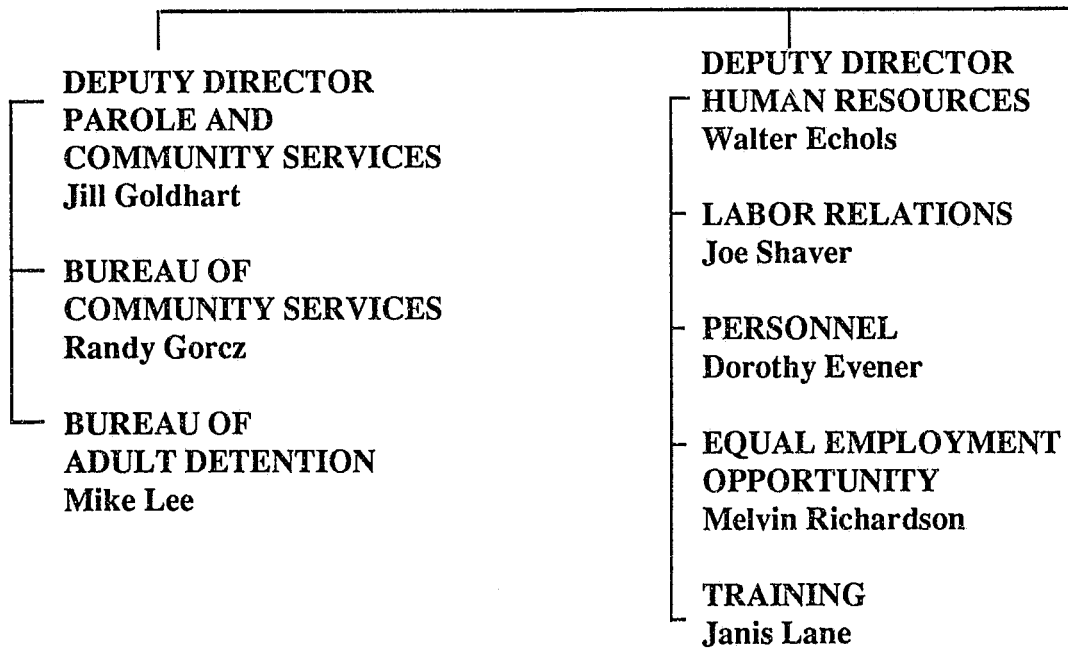 DEPUTY DIRECTOR
PAROLE AND
COMMUNITY SERVICES
Jill Goldhart
BUREAU OF
COMMUNITY SERVICES
Randy Gorcz
BUREAU OF
ADULT DETENTION
Mike Lee
DEPUTY DIRECTOR
HUMAN RESOURCES
Walter Echols
LABOR RELATIONS
Joe Shaver
PERSONNEL
Dorothy Evener
EQUAL EMPLOYMENT
OPPORTUNITY
Melvin Richardson
TRAINING
Janis Lane